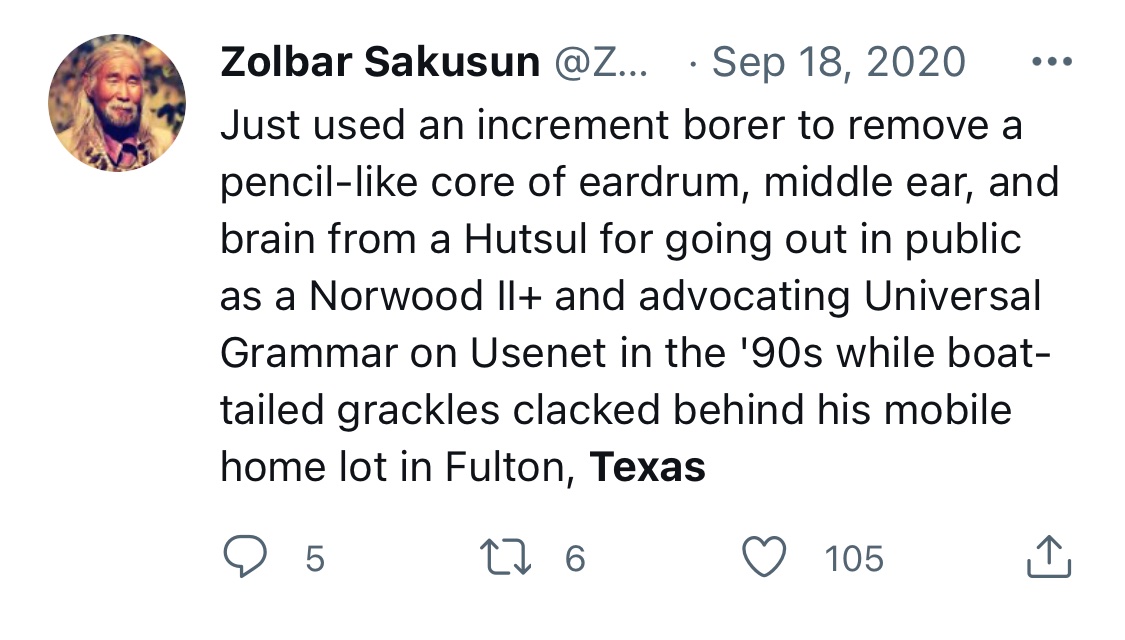 Zolbar Sakusun @Z... · Sep 18, 2020
Just used an increment borer to remove a
pencil-like core of eardrum, middle ear, and
brain from a Hutsul for going out in public
as a Norwood II+ and advocating Universal
Grammar on Usenet in the '90s while boat-
tailed grackles clacked behind his mobile
home lot in Fulton, Texas
5 6 105